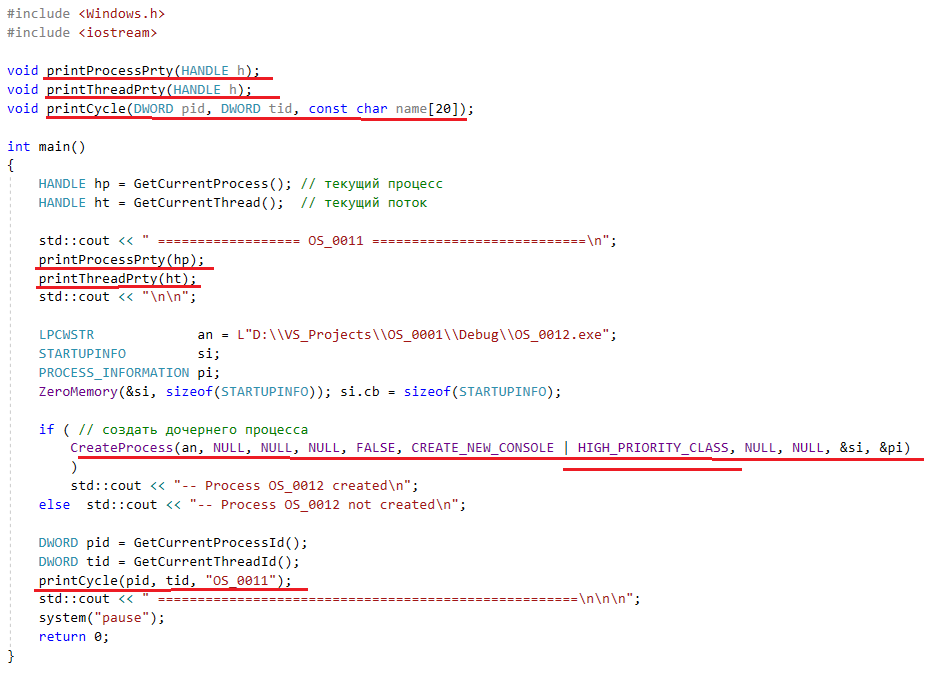 #include <Windows.h>
#include <iostream>
void printProcessPrty(HANDLE h);
void printThreadPrty(HANDLE h);
void printCycle(DWORD pid, DWORD tid, const char name[20]);
int main()
{
HANDLE hp = GetCurrentProcess(); // текущий процесс
HANDLE ht = GetCurrentThread();  // текущий поток
std::cout << " ================== OS_0011 ===========================\n";
printProcessPrty(hp);
printThreadPrty(ht);
std::cout << "\n\n";
LPCWSTR             an = L"D:\\VS_Projects\\OS_0001\\Debug\\OS_0012.exe";
STARTUPINFO         si;
PROCESS_INFORMATION pi;
ZeroMemory(&si, sizeof(STARTUPINFO)); si.cb = sizeof(STARTUPINFO);
if ( // создать дочернего процесса
CreateProcess(an, NULL, NULL, NULL, FALSE, CREATE_NEW_CONSOLE | HIGH_PRIORITY_CLASS, NULL, NULL, &si, &pi)
)
std::cout << "-- Process OS_0012 created\n";
else  std::cout << "-- Process OS_0012 not created\n";
DWORD pid = GetCurrentProcessId();
DWORD tid = GetCurrentThreadId();
printCycle(pid, tid, "OS_0011");
std::cout << " =====================================================\n\n\n";
system("pause");
return 0;
}